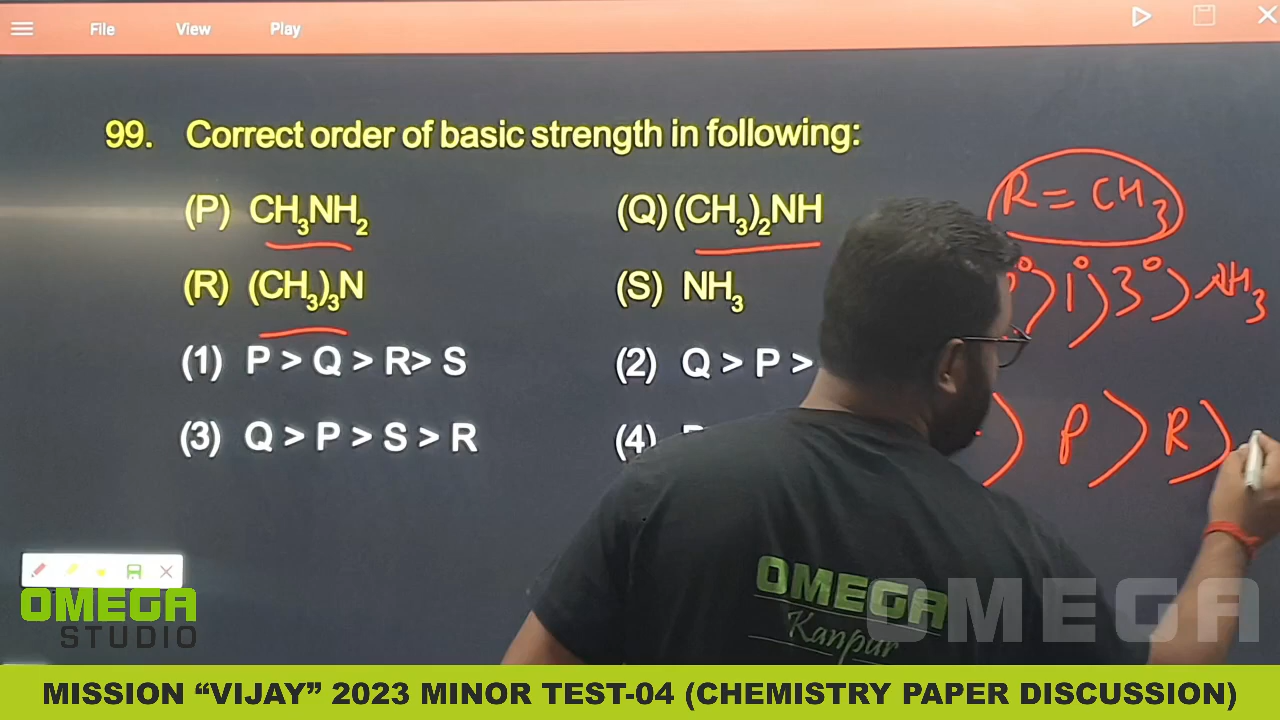 File View Play
99. Correct order of basic strength in following:
(P) CH₃NH₂ (Q) (CH₃)₂NH
(R) (CH₃)₃N (S) NH₃
(1) P > Q > R> S (2) Q > P >
(3) Q > P > S > R (4)
R = CH₃
> 1° > 3° > NH₃
> P > R >
OMEGA
Kanpur
OMEGA
OMEGA
STUDIO
MISSION “VIJAY” 2023 MINOR TEST-04 (CHEMISTRY PAPER DISCUSSION)